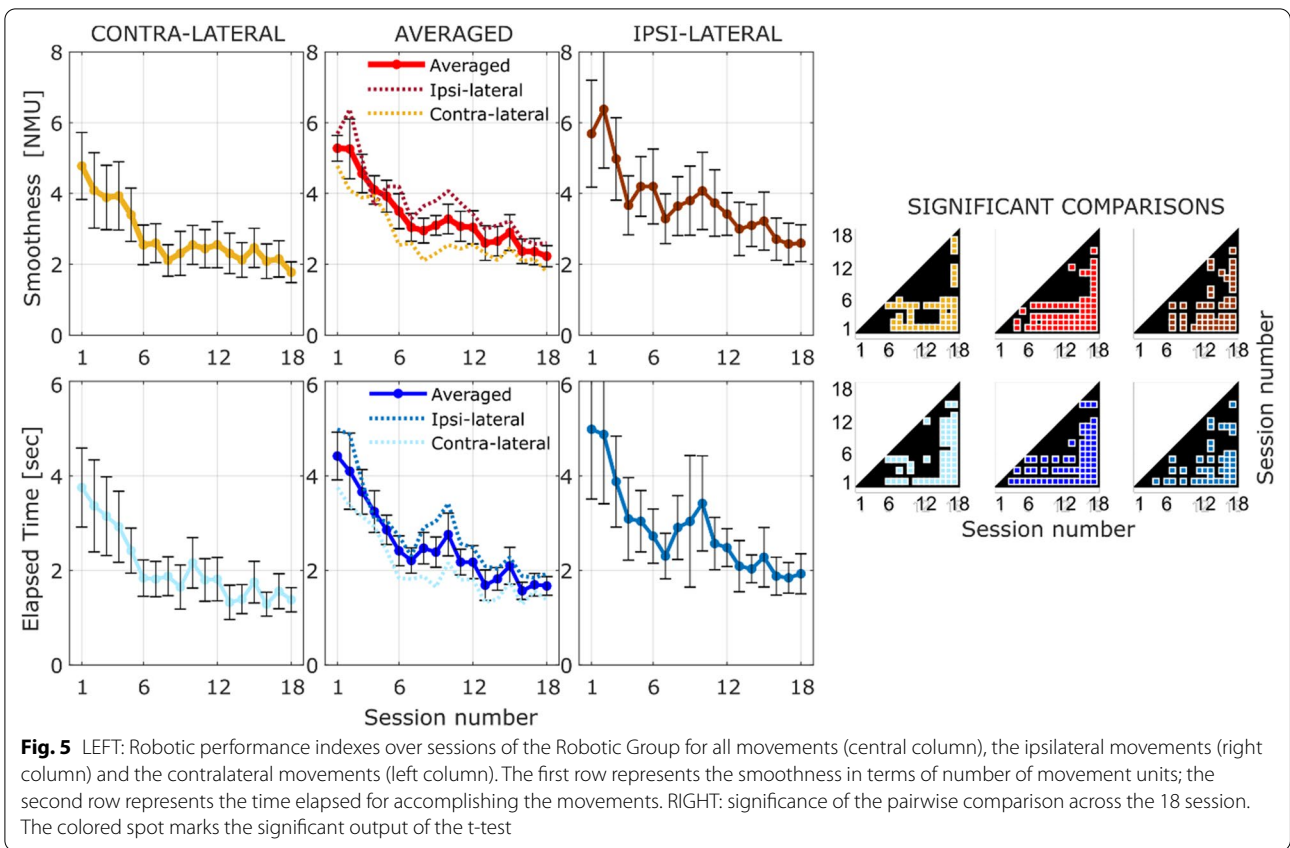 CONTRA-LATERAL
AVERAGED
IPSI-LATERAL
Smoothness [NMU]
8
6
4
2
0
1
6
12
18
8
6
4
2
0
Averaged
Ipsi-lateral
Contra-lateral
1
6
12
18
8
6
4
2
0
1
6
12
18
Elapsed Time [sec]
6
4
2
0
1
6
12
18
6
4
2
0
Averaged
Ipsi-lateral
Contra-lateral
1
6
12
18
6
4
2
0
1
6
12
18
Session number
SIGNIFICANT COMPARISONS
18
12
6
1
1 6 12 18
1 6 12 18
1 6 12 18
18
12
6
1
1 6 12 18
1 6 12 18
1 6 12 18
Session number
Session number
Fig. 5 LEFT: Robotic performance indexes over sessions of the Robotic Group for all movements (central column), the ipsilateral movements (right
column) and the contralateral movements (left column). The first row represents the smoothness in terms of number of movement units; the
second row represents the time elapsed for accomplishing the movements. RIGHT: significance of the pairwise comparison across the 18 session.
The colored spot marks the significant output of the t-test